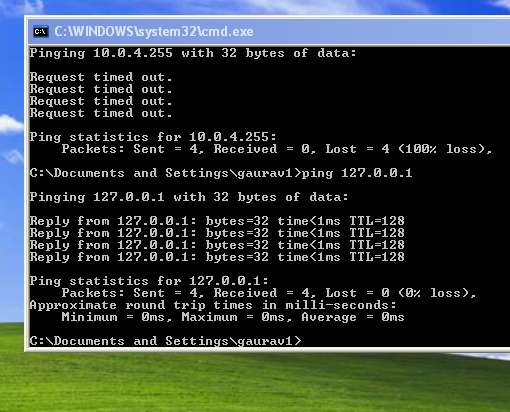 C:\WINDOWS\system32\cmd.exe
Pinging 10.0.4.255 with 32 bytes of data:
Request timed out.
Request timed out.
Request timed out.
Request timed out.
Ping statistics for 10.0.4.255:
Packets: Sent = 4, Received = 0, Lost = 4 (100% loss),
C:\Documents and Settings\gaurav1>ping 127.0.0.1
Pinging 127.0.0.1 with 32 bytes of data:
Reply from 127.0.0.1: bytes=32 time<1ms TTL=128
Reply from 127.0.0.1: bytes=32 time<1ms TTL=128
Reply from 127.0.0.1: bytes=32 time<1ms TTL=128
Reply from 127.0.0.1: bytes=32 time<1ms TTL=128
Ping statistics for 127.0.0.1:
Packets: Sent = 4, Received = 4, Lost = 0 (0% loss),
Approximate round trip times in milli-seconds:
Minimum = 0ms, Maximum = 0ms, Average = 0ms
C:\Documents and Settings\gaurav1>